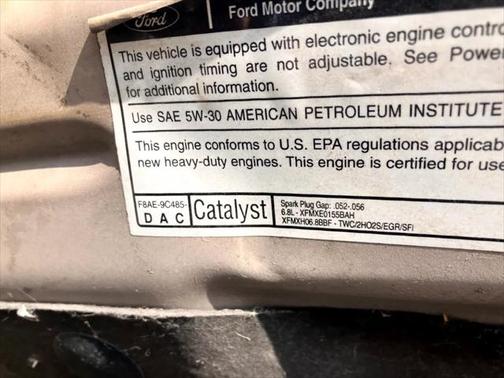 Ford
Ford Motor Company
This vehicle is equipped with electronic engine contro
and ignition timing are not adjustable. See Powe
for additional information.
Use SAE 5W-30 AMERICAN PETROLEUM INSTITUTE
This engine conforms to U.S. EPA regulations applicab
new heavy-duty engines. This engine is certified for use
F8AE-9C485-
D A C
Catalyst
Spark Plug Gap: .052-.056
6.8L - XFMXE0155BAH
XFMXH06.8BBF - TWC/2HO2S/EGR/SFI